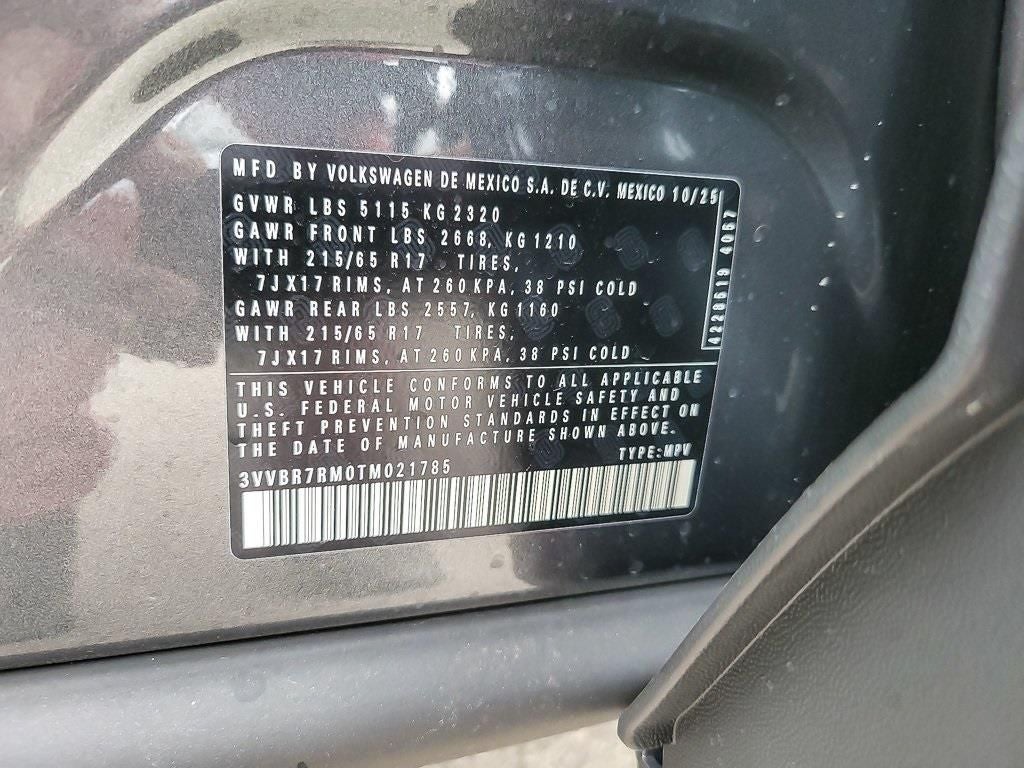 MFD BY VOLKSWAGEN DE MEXICO S.A. DE C.V. MEXICO 10/25
GVWR LBS 5115 KG 2320
GAWR FRONT LBS 2668, KG 1210
WITH 215/65 R17 TIRES,
7JX17 RIMS, AT 260 KPA, 38 PSI COLD
GAWR REAR LBS 2557, KG 1160
WITH 215/65 R17 TIRES,
7JX17 RIMS, AT 260 KPA, 38 PSI COLD
4228619 4057
THIS VEHICLE CONFORMS TO ALL APPLICABLE
U.S. FEDERAL MOTOR VEHICLE SAFETY AND
THEFT PREVENTION STANDARDS IN EFFECT ON
THE DATE OF MANUFACTURE SHOWN ABOVE.
TYPE:MPV
3VVBR7RM0TM021785